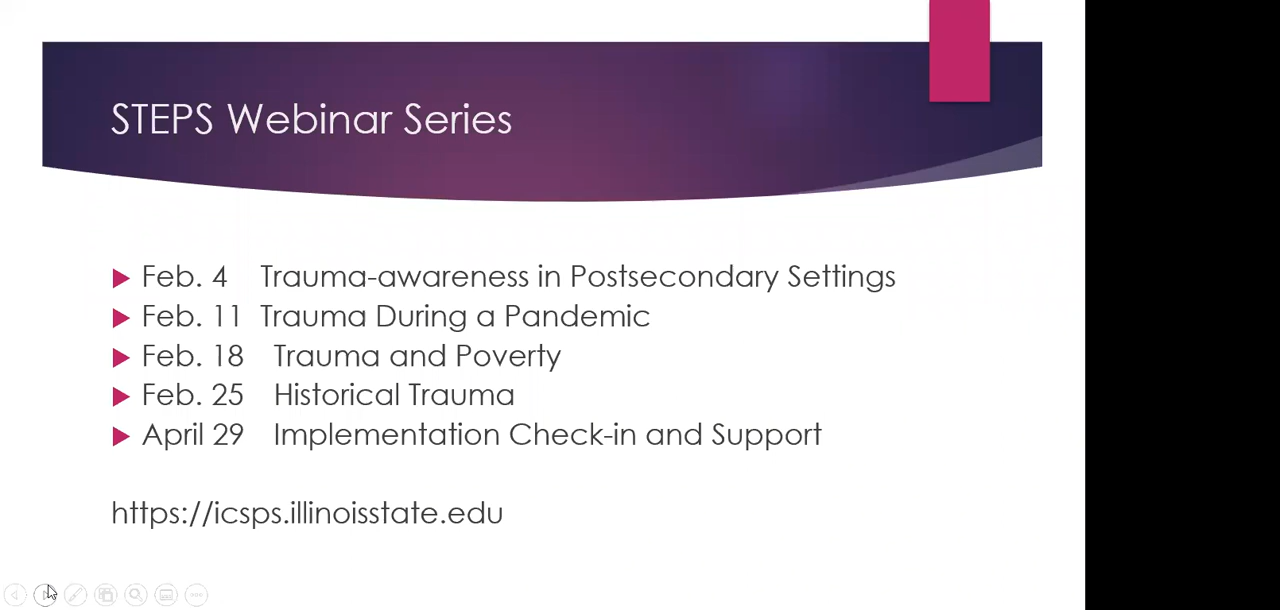 STEPS Webinar Series
Feb. 4 Trauma-awareness in Postsecondary Settings
Feb. 11 Trauma During a Pandemic
Feb. 18 Trauma and Poverty
Feb. 25 Historical Trauma
April 29 Implementation Check-in and Support
https://icsps.illinoisstate.edu